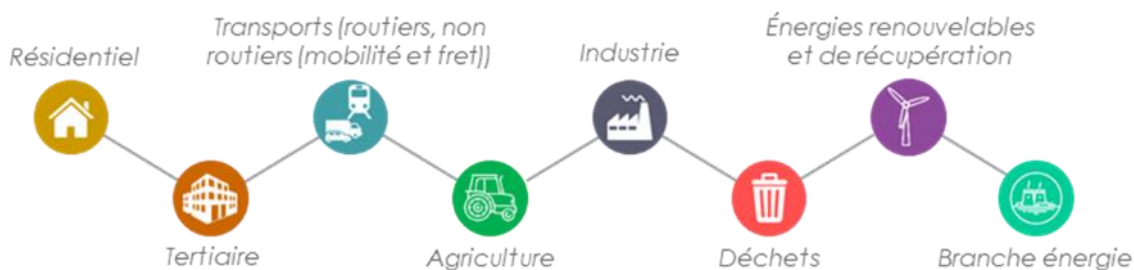 Résidentiel
Transports (routiers, non
routiers (mobilité et fret))
Industrie
Énergies renouvelables
et de récupération
Tertiaire
Agriculture
Déchets
Branche énergie